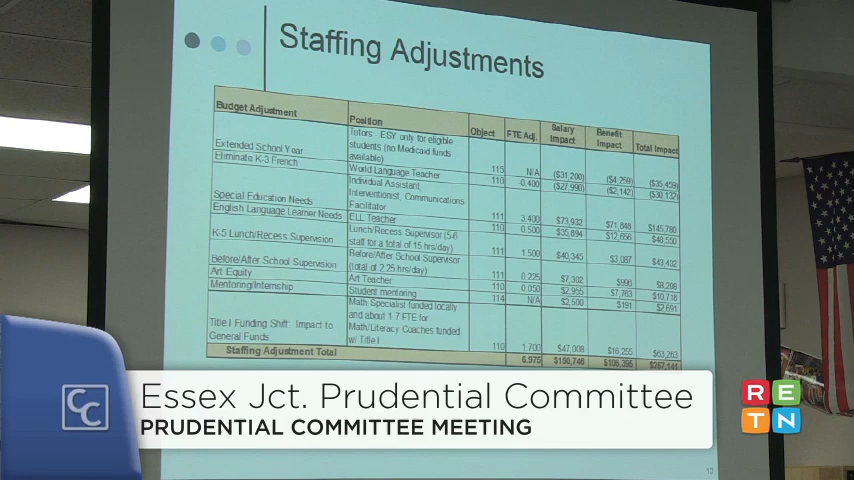 Staffing Adjustments
Budget Adjustment Position Object FTE Adj. Salary Impact Benefit Impact Total Impact
Extended School Year Tutors - ESY only for eligible students (no Medicaid funds available) 115 N/A ($31,200) ($4,259) ($35,459)
Eliminate K-3 French World Language Teacher 110 -0.400 ($27,990) ($2,142) ($30,132)
Special Education Needs Individual Assistant, Interventionist, Communications Facilitator 111 3.400 $73,932 $71,848 $145,780
English Language Learner Needs ELL Teacher 110 0.500 $35,894 $12,656 $48,550
K-5 Lunch/Recess Supervision Lunch/Recess Supervisor (5-6 staff for a total of 15 hrs/day) 111 1.500 $40,345 $3,087 $43,432
Before/After School Supervision Before/After School Supervisor (total of 2.25 hrs/day) 111 0.225 $7,302 $996 $8,298
Art Equity Art Teacher 110 0.050 $2,955 $7,763 $10,718
Mentoring/Internship Student mentoring 114 N/A $2,500 $191 $2,691
Title I Funding Shift: Impact to General Funds Math Specialist funded locally and about 1.7 FTE for Math/Literacy Coaches funded w/ Title I 110 1.700 $47,008 $16,255 $63,263
Staffing Adjustment Total 6.975 $150,746 $106,395 $257,141
13
CC
Essex Jct. Prudential Committee
PRUDENTIAL COMMITTEE MEETING
RETN